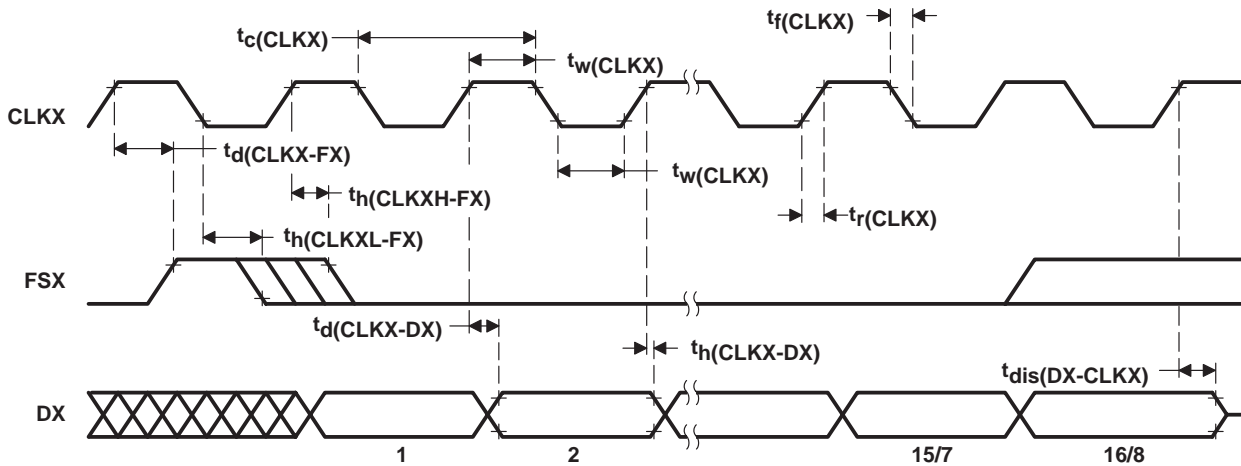 tc(CLKX)
tf(CLKX)
tw(CLKX)
CLKX
td(CLKX-FX)
tw(CLKX)
th(CLKXH-FX)
tr(CLKX)
th(CLKXL-FX)
FSX
td(CLKX-DX)
th(CLKX-DX)
tdis(DX-CLKX)
DX
1 2 15/7 16/8